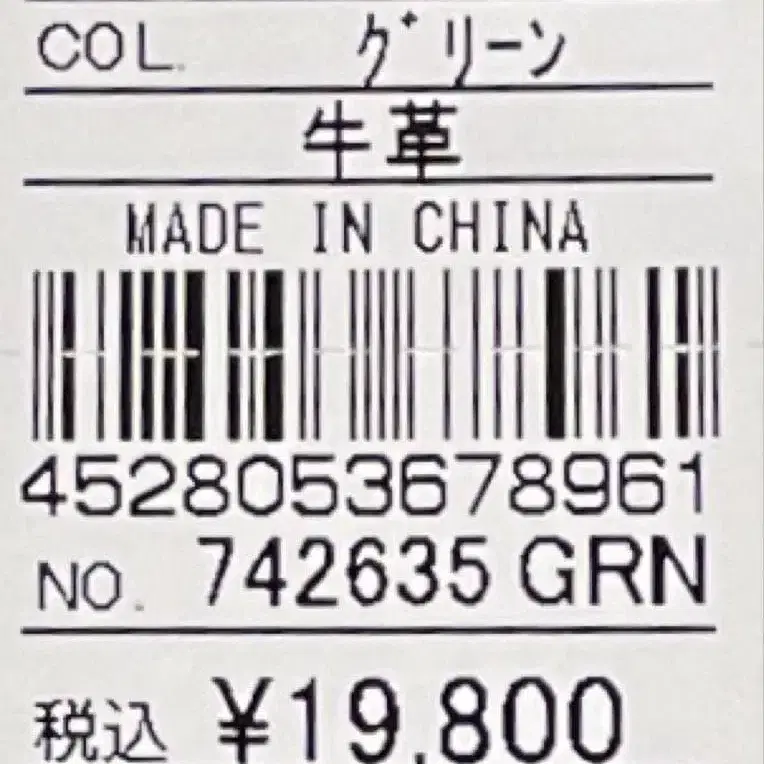 COL. グリーン
牛革
MADE IN CHINA
4528053678961
NO. 742635 GRN
税込 ¥19,800